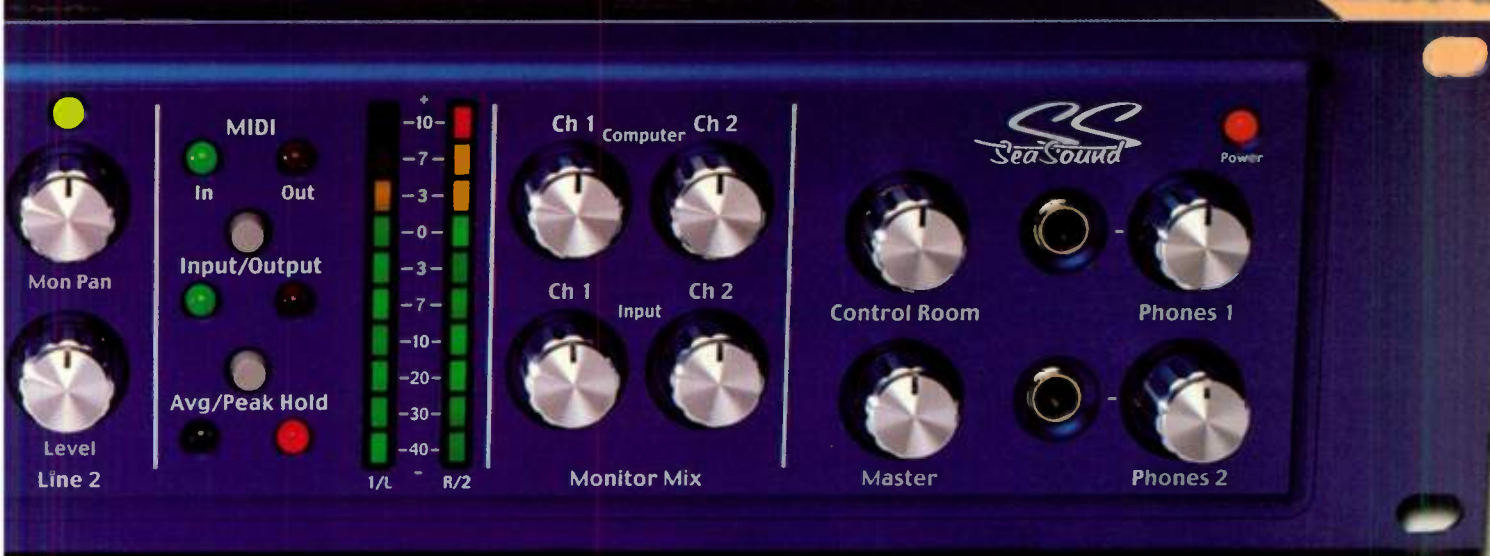 Mon Pan
Level
Line 2
MIDI
In Out
Input/Output
Avg/Peak Hold
+
-10-
-7-
-3-
-0-
-3-
-7-
-10-
-20-
-30-
-40-
-
1/L R/2
Ch 1 Computer Ch 2
Ch 1 Input Ch 2
Monitor Mix
SS
SeaSound
Power
Control Room
Phones 1
Master
Phones 2